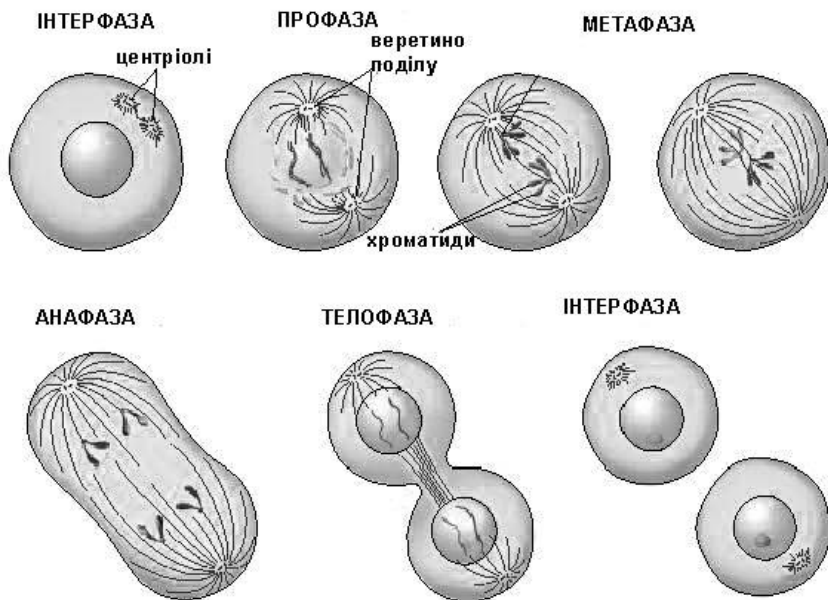 ІНТЕРФАЗА
ПРОФАЗА
МЕТАФАЗА
центріолі
веретино
поділу
хроматиди
АНАФАЗА
ТЕЛОФАЗА
ІНТЕРФАЗА